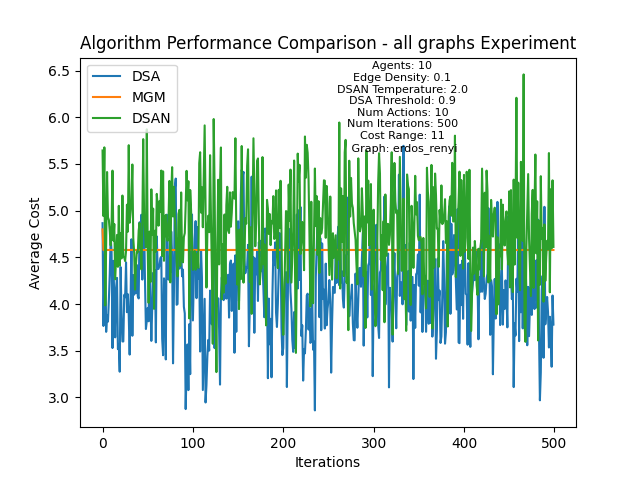 Algorithm Performance Comparison - all graphs Experiment
DSA
MGM
DSAN
Agents: 10
Edge Density: 0.1
DSAN Temperature: 2.0
DSA Threshold: 0.9
Num Actions: 10
Num Iterations: 500
Cost Range: 11
Graph: erdos_renyi
Average Cost
6.5
6.0
5.5
5.0
4.5
4.0
3.5
3.0
0 100 200 300 400 500
Iterations